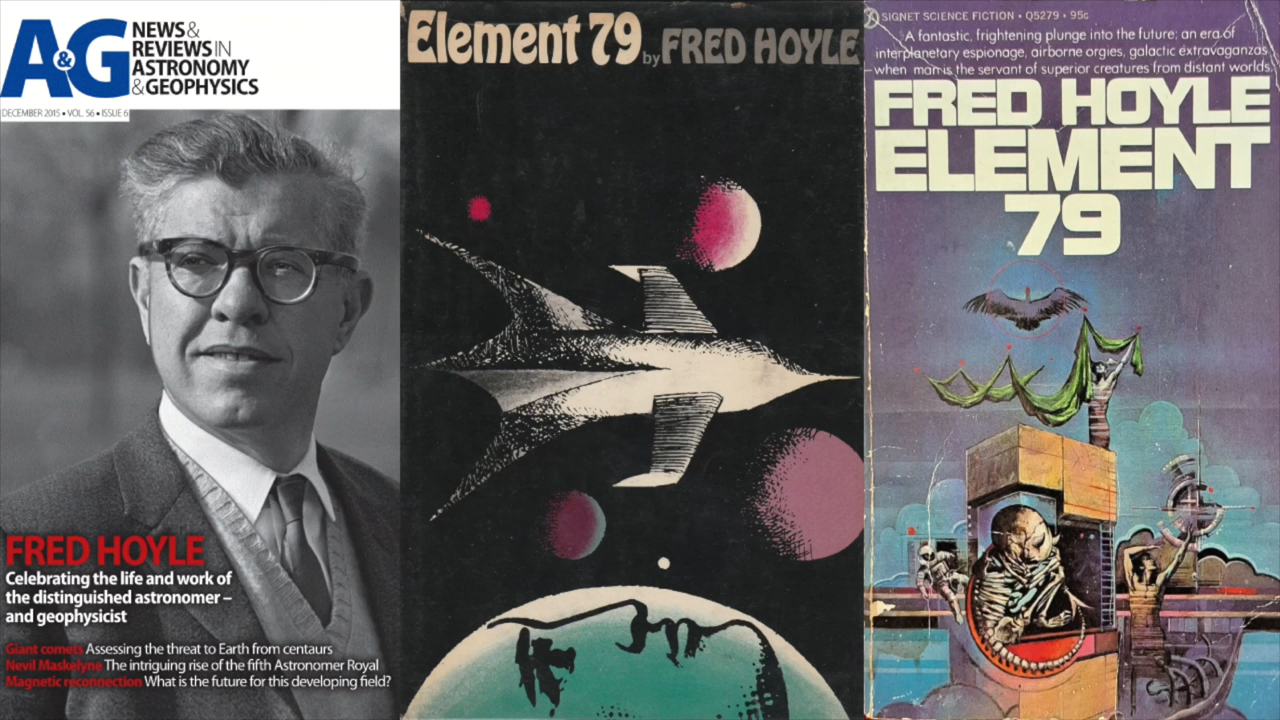 A&G
NEWS &
REVIEWS IN
ASTRONOMY
& GEOPHYSICS
DECEMBER 2015 • VOL. 56 • ISSUE 6
FRED HOYLE
Celebrating the life and work of
the distinguished astronomer –
and geophysicist
Giant comets Assessing the threat to Earth from centaurs
Nevil Maskelyne The intriguing rise of the fifth Astronomer Royal
Magnetic reconnection What is the future for this developing field?
Element 79 by FRED HOYLE
SIGNET SCIENCE FICTION • Q5279 • 95c
A fantastic, frightening plunge into the future: an era of
interplanetary espionage, airborne orgies, galactic extravaganzas
—when man is the servant of superior creatures from distant worlds.
FRED HOYLE
ELEMENT
79